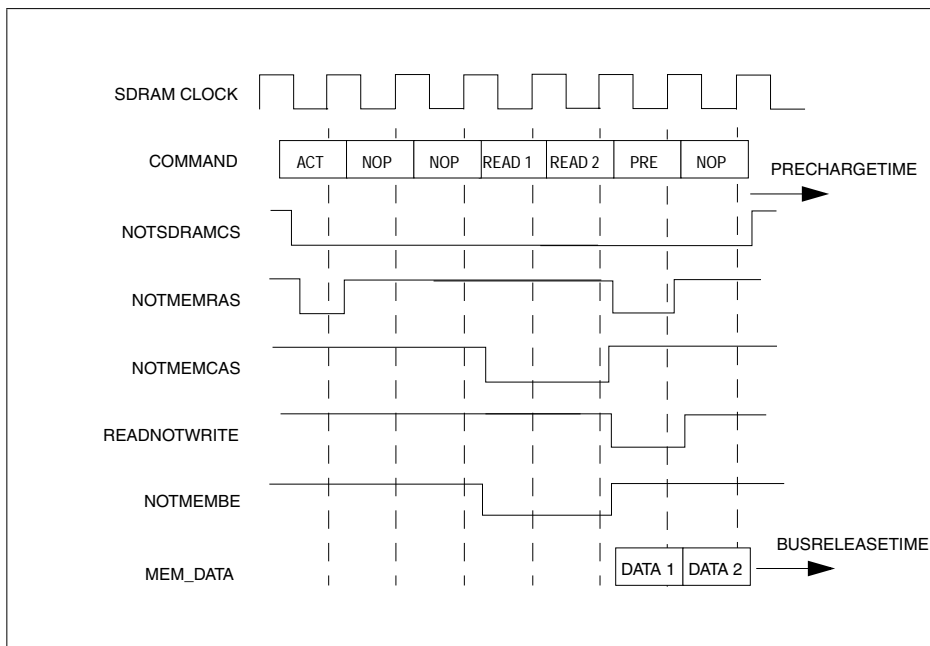 SDRAM CLOCK
COMMAND ACT NOP NOP READ 1 READ 2 PRE NOP
PRECHARGETIME
NOTSDRAMCS
NOTMEMRAS
NOTMEMCAS
READNOTWRITE
NOTMEMBE
BUSRELEASETIME
MEM_DATA DATA 1 DATA 2